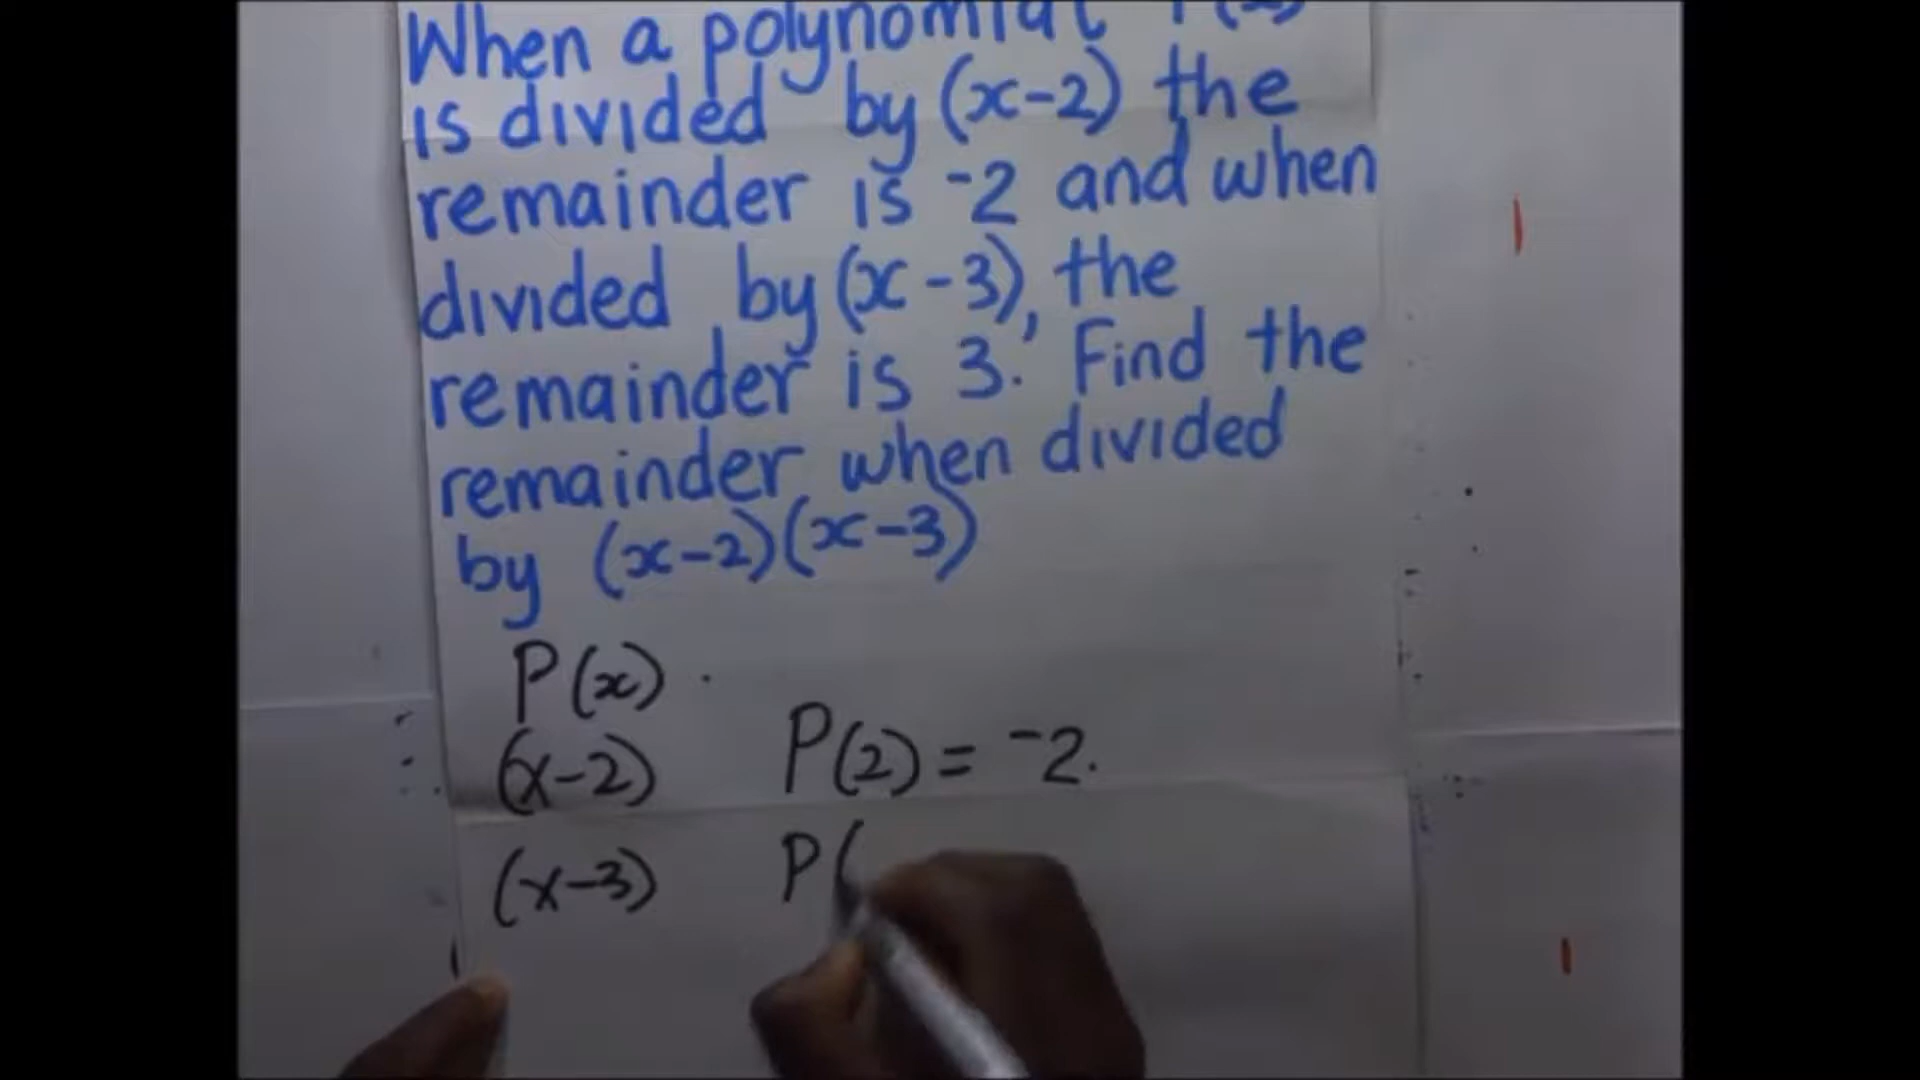 When a polynomial P(x)
is divided by (x-2) the
remainder is -2 and when
divided by (x-3), the
remainder is 3. Find the
remainder when divided
by (x-2)(x-3)
P(x).
(x-2) P(2) = -2.
(x-3) P(